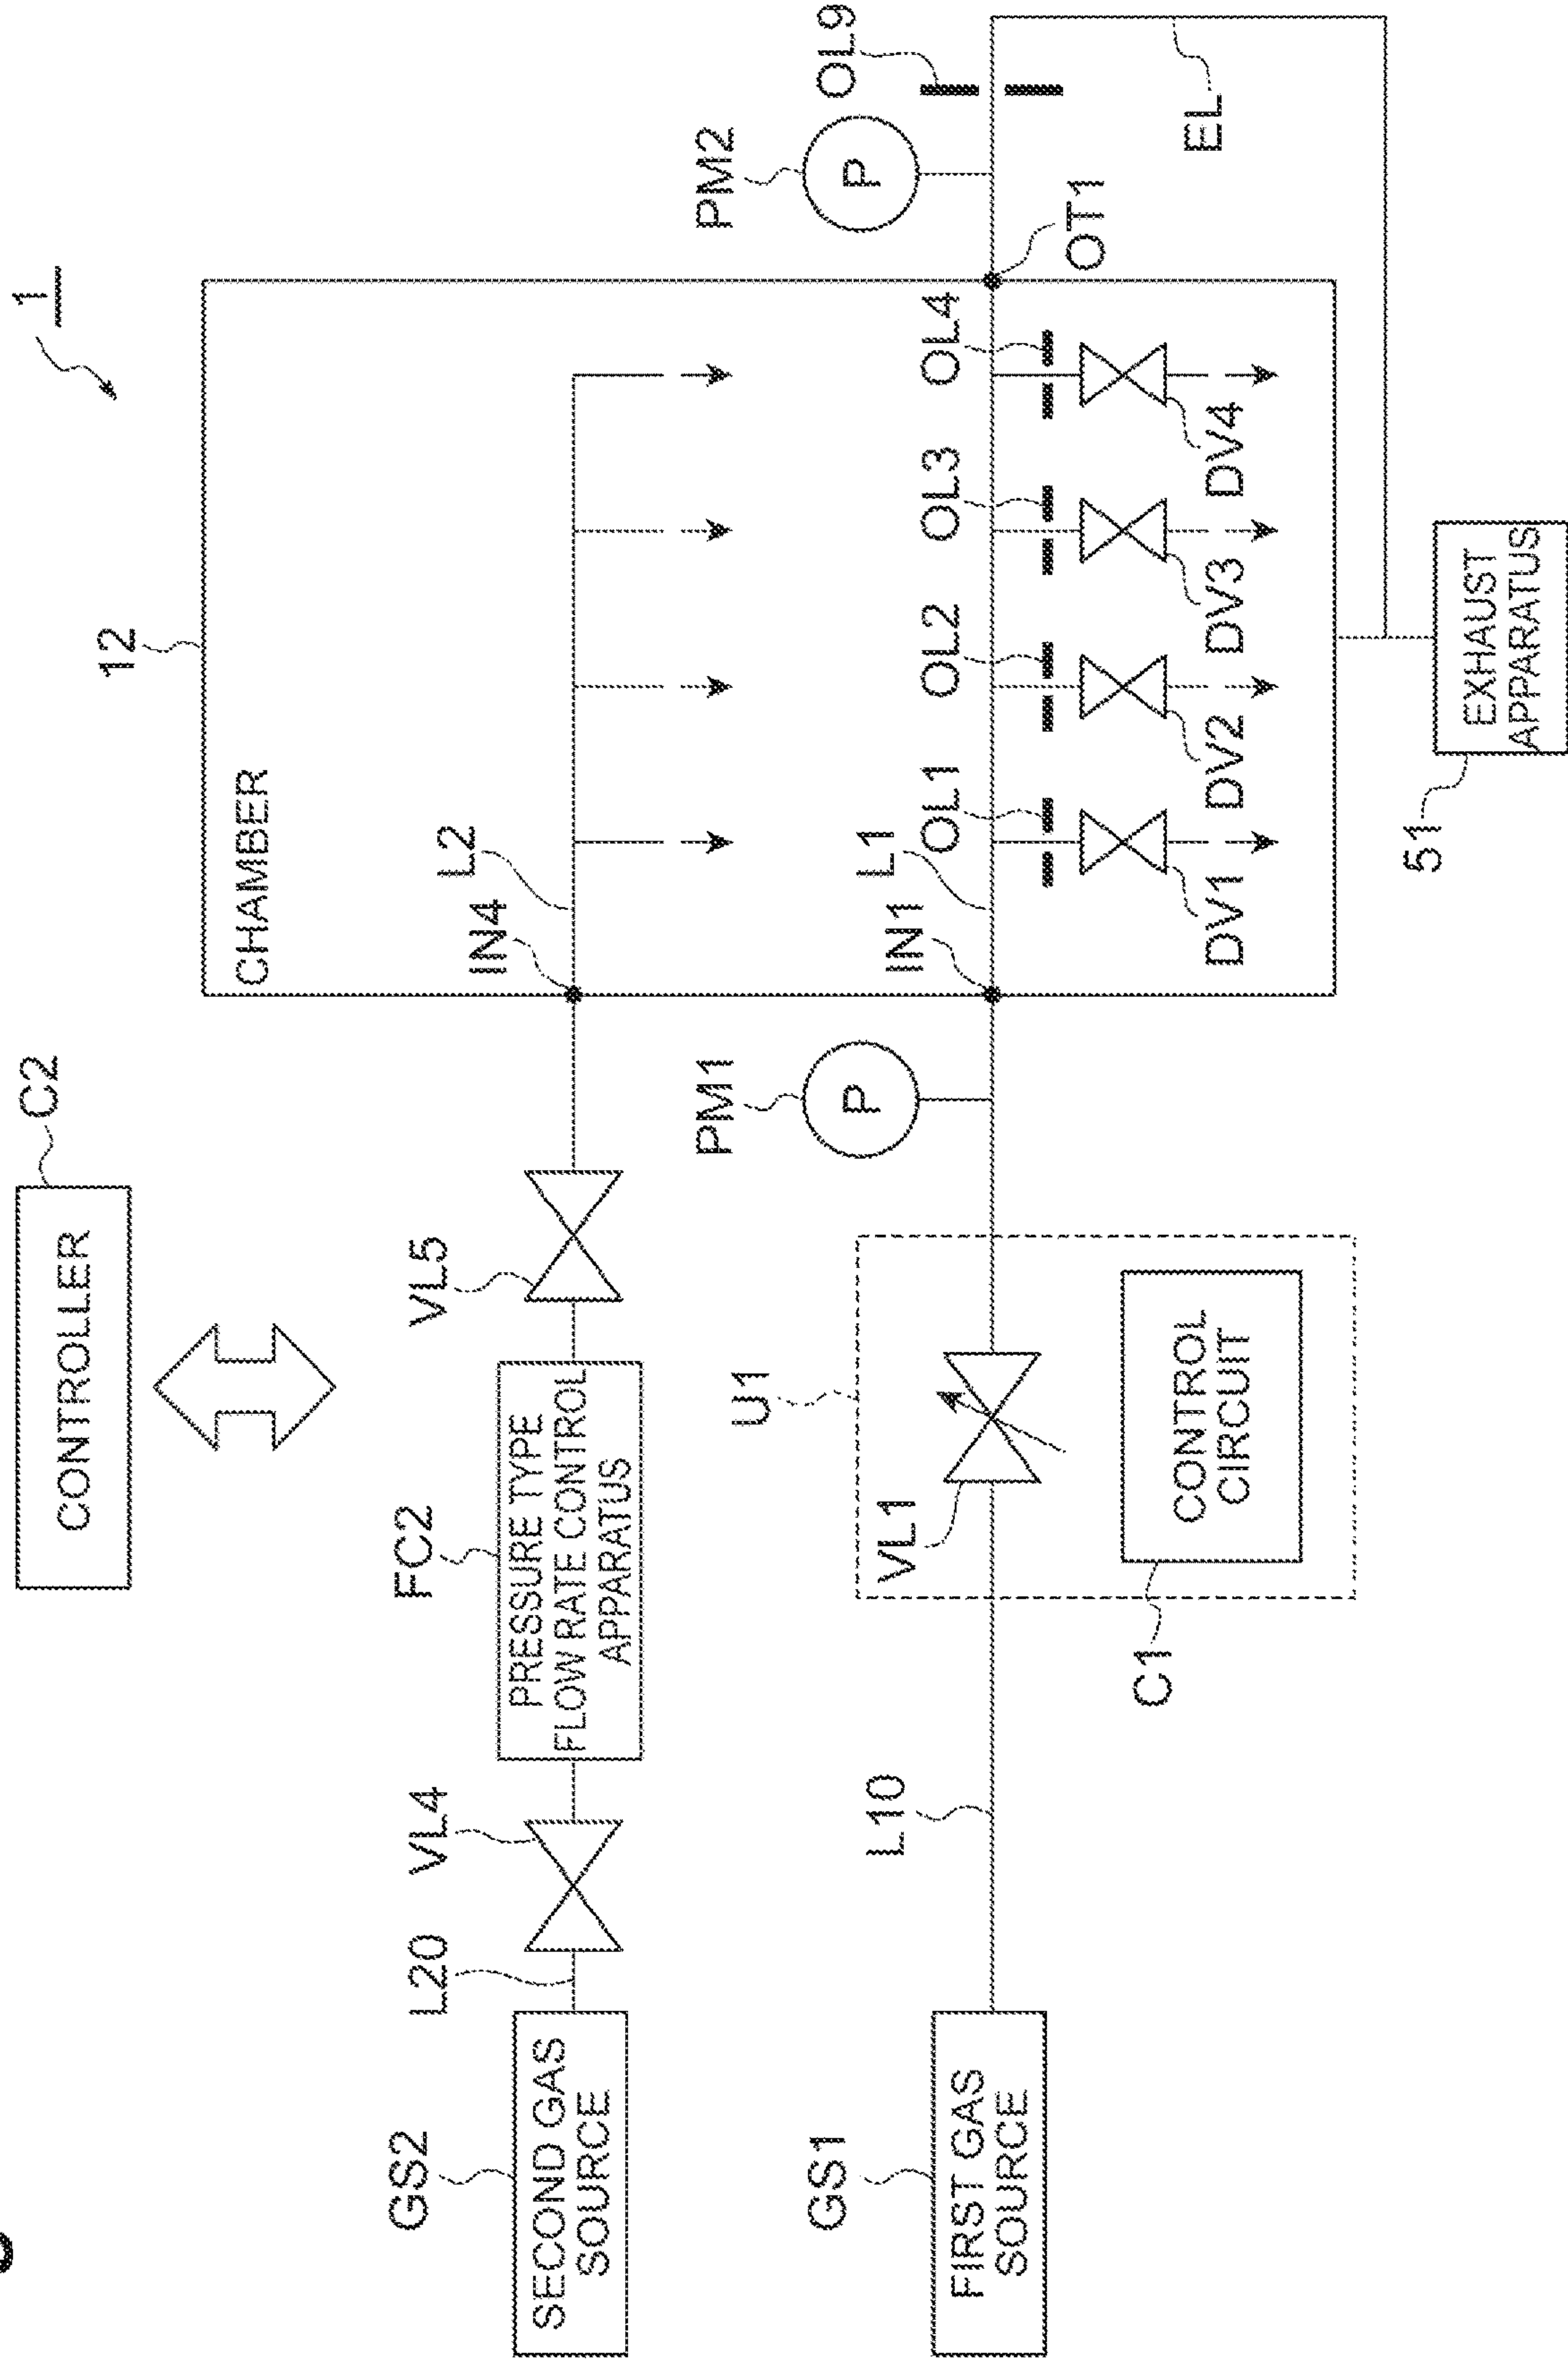 1
CONTROLLER
C2
12
CHAMBER
GS2
SECOND GAS
SOURCE
L20
VL4
FC2
PRESSURE TYPE
FLOW RATE CONTROL
APPARATUS
VL5
IN4
L2
GS1
FIRST GAS
SOURCE
L10
U1
VL1
C1
CONTROL
CIRCUIT
PM1
P
IN1
L1
OL1
OL2
OL3
OL4
DV1
DV2
DV3
DV4
OT1
PM2
P
OL9
EL
51
EXHAUST
APPARATUS